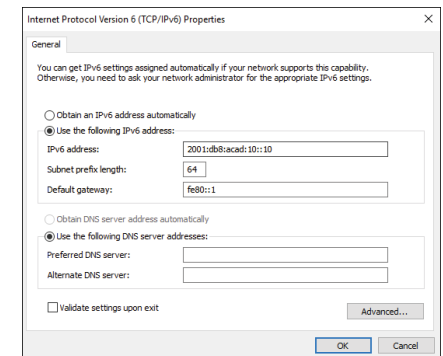 Internet Protocol Version 6 (TCP/IPv6) Properties
General
You can get IPv6 settings assigned automatically if your network supports this capability.
Otherwise, you need to ask your network administrator for the appropriate IPv6 settings.
Obtain an IPv6 address automatically
Use the following IPv6 address:
IPv6 address: 2001:db8:acad:10::10
Subnet prefix length: 64
Default gateway: fe80::1
Obtain DNS server address automatically
Use the following DNS server addresses:
Preferred DNS server:
Alternate DNS server:
Validate settings upon exit
Advanced...
OK Cancel